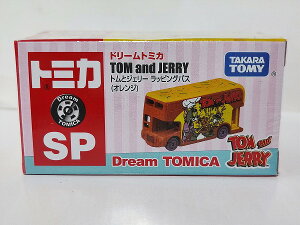 トミカ
Dream
TOMICA
SP
ドリームトミカ
TOM and JERRY
トムとジェリー ラッピングバス
(オレンジ)
TAKARA
TOMY
Dream TOMICA
TOM and
JERRY